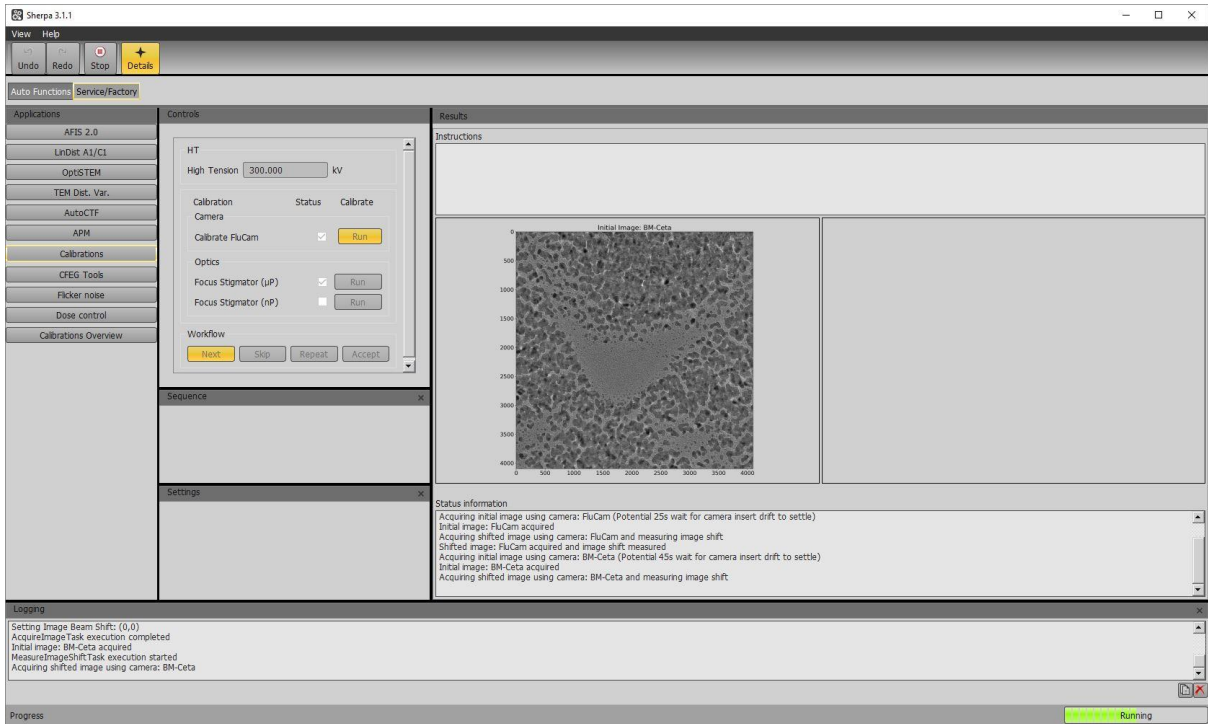 Sherpa 3.1.1
View Help
Undo Redo Stop Details
Auto Functions Service/Factory
Applications
AFIS 2.0
LinDist A1/C1
OptiSTEM
TEM Dist. Var.
AutoCTF
APM
Calibrations
CFEG Tools
Flicker noise
Dose control
Calibrations Overview
Controls
HT
High Tension 300.000 kV
Calibration Status Calibrate
Camera
Calibrate FluCam Run
Optics
Focus Stigmator (µP) Run
Focus Stigmator (nP) Run
Workflow
Next Skip Repeat Accept
Sequence
Settings
Results
Instructions
Initial Image: BM-Ceta
0
500
1000
1500
2000
2500
3000
3500
4000
0 500 1000 1500 2000 2500 3000 3500 4000
Status information
Acquiring initial image using camera: FluCam (Potential 25s wait for camera insert drift to settle)
Initial image: FluCam acquired
Acquiring shifted image using camera: FluCam and measuring image shift
Shifted image: FluCam acquired and image shift measured
Acquiring initial image using camera: BM-Ceta (Potential 45s wait for camera insert drift to settle)
Initial image: BM-Ceta acquired
Acquiring shifted image using camera: BM-Ceta and measuring image shift
Logging
Setting Image Beam Shift: (0,0)
AcquireImageTask execution completed
Initial image: BM-Ceta acquired
MeasureImageShiftTask execution started
Acquiring shifted image using camera: BM-Ceta
Progress Running